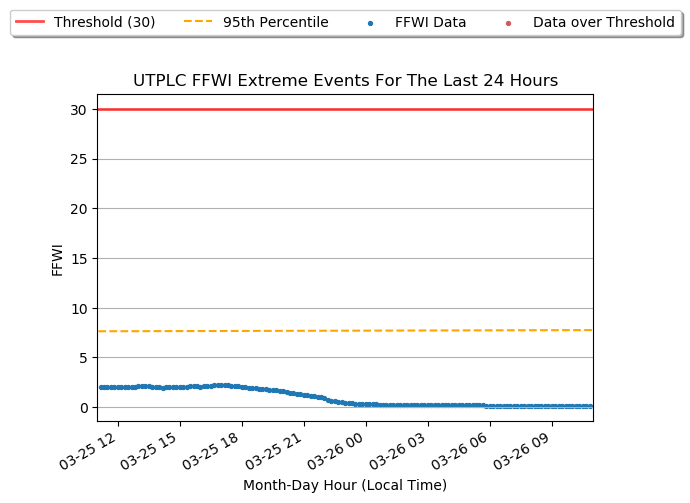 Threshold (30) 95th Percentile FFWI Data Data over Threshold
UTPLC FFWI Extreme Events For The Last 24 Hours
30
25
20
15
10
5
0
FFWI
03-25 12 03-25 15 03-25 18 03-25 21 03-26 00 03-26 03 03-26 06 03-26 09
Month-Day Hour (Local Time)